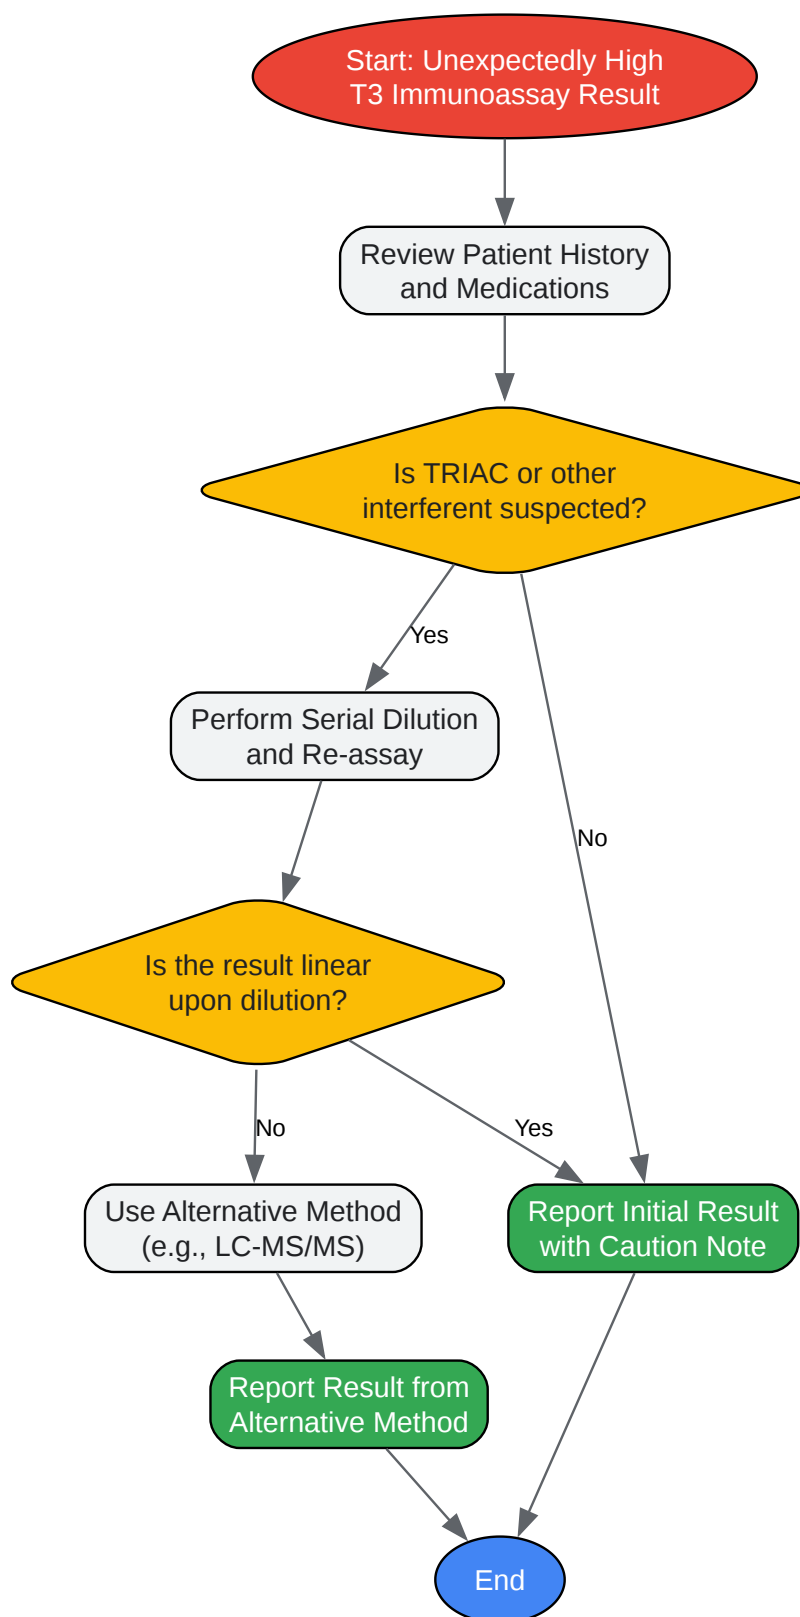 Start: Unexpectedly High
T3 Immunoassay Result
Review Patient History
and Medications
Is TRIAC or other
interferent suspected?
Yes
Perform Serial Dilution
and Re-assay
No
Is the result linear
upon dilution?
No
Yes
Use Alternative Method
(e.g., LC-MS/MS)
Report Initial Result
with Caution Note
Report Result from
Alternative Method
End